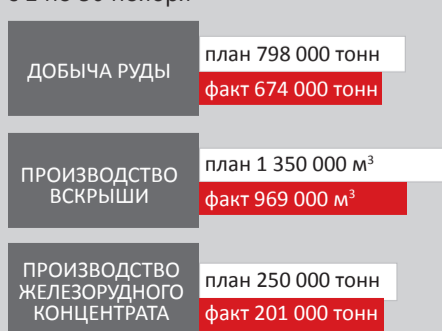 ДОБЫЧА РУДЫ
план 798 000 тонн
факт 674 000 тонн
ПРОИЗВОДСТВО
ВСКРЫШИ
план 1 350 000 м³
факт 969 000 м³
ПРОИЗВОДСТВО
ЖЕЛЕЗОРУДНОГО
КОНЦЕНТРАТА
план 250 000 тонн
факт 201 000 тонн